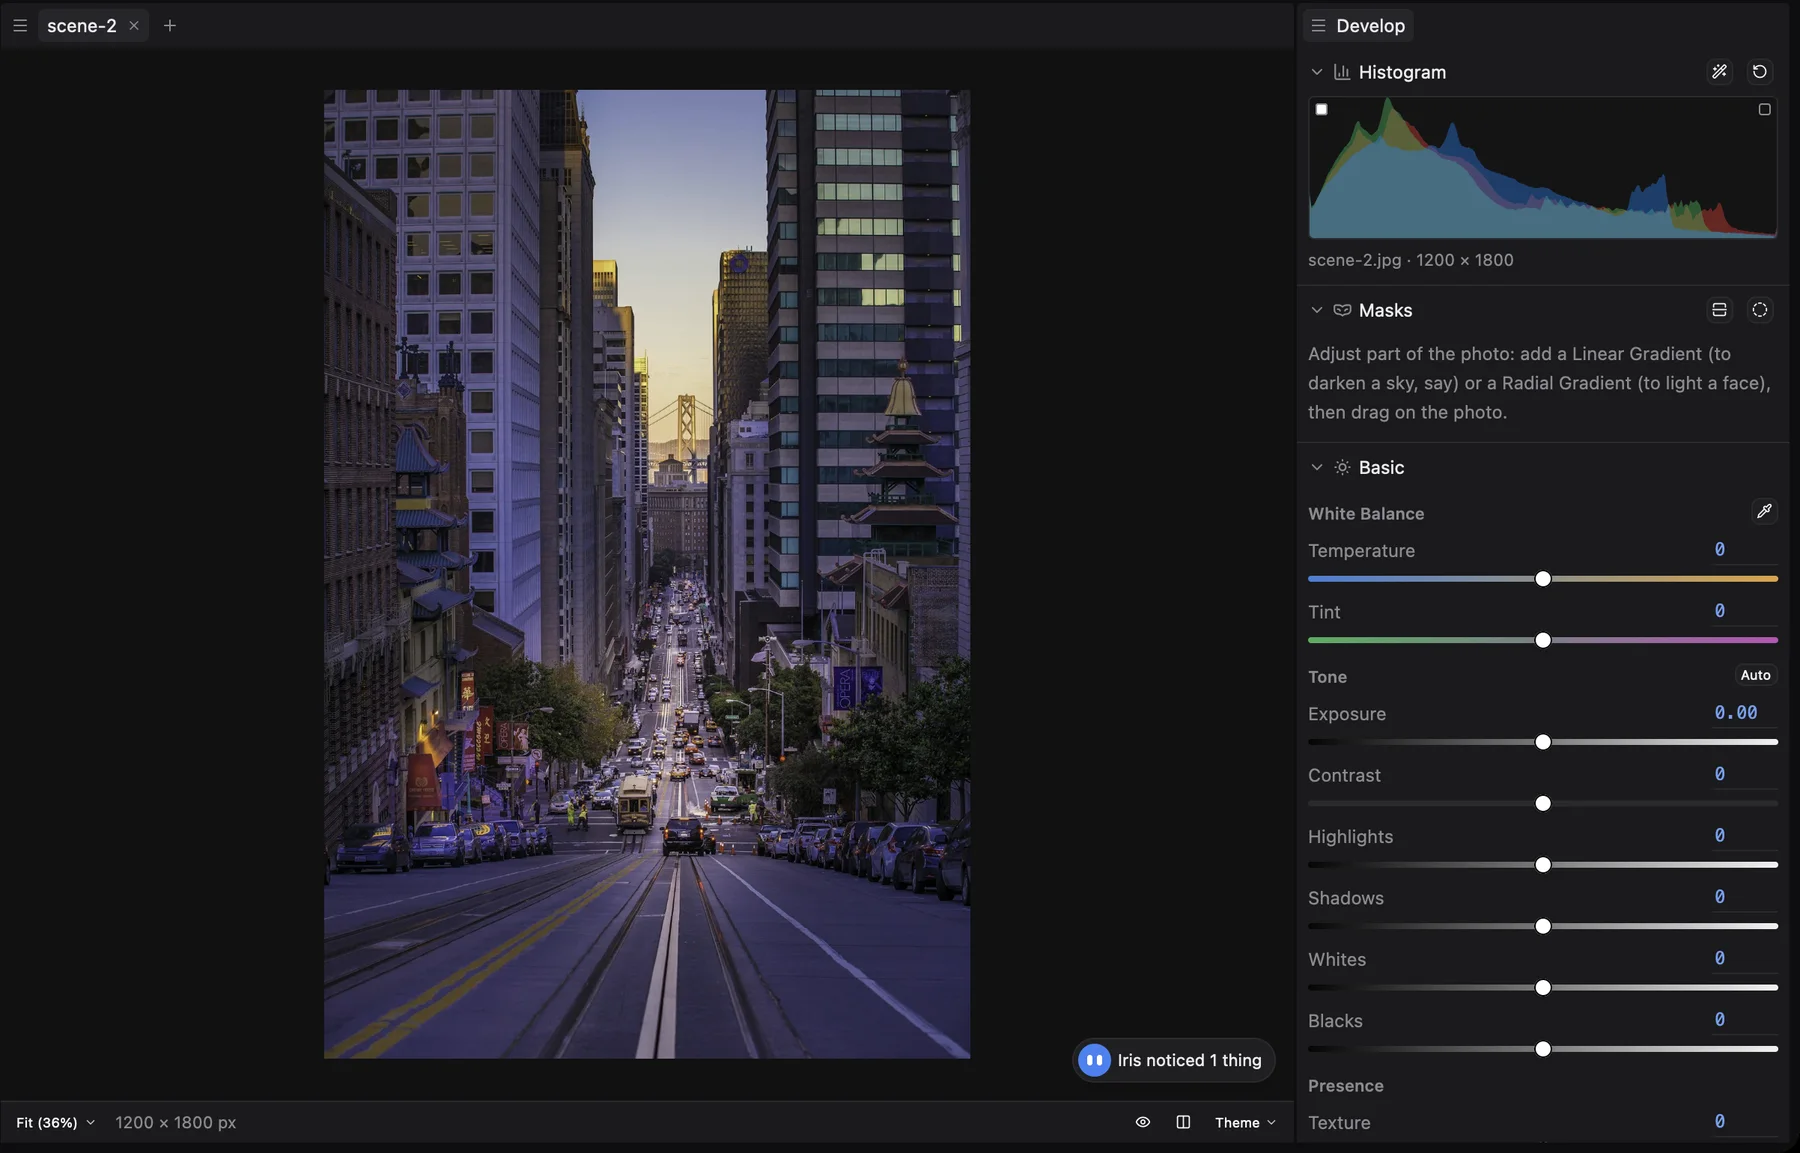 scene-2
Develop
Histogram
scene-2.jpg · 1200 × 1800
Masks
Adjust part of the photo: add a Linear Gradient (to
darken a sky, say) or a Radial Gradient (to light a face),
then drag on the photo.
Basic
White Balance
Temperature 0
Tint 0
Tone Auto
Exposure 0.00
Contrast 0
Highlights 0
Shadows 0
Whites 0
Blacks 0
Presence
Texture 0
OPERA
Iris noticed 1 thing
Fit (36%) 1200 × 1800 px Theme